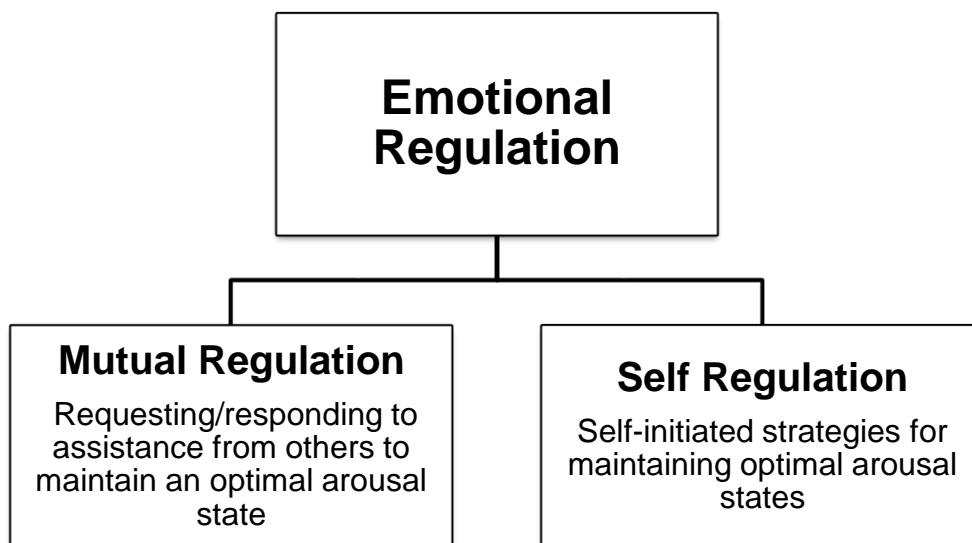 Emotional
Regulation
Mutual Regulation
Requesting/responding to
assistance from others to
maintain an optimal arousal
state
Self Regulation
Self-initiated strategies for
maintaining optimal arousal
states